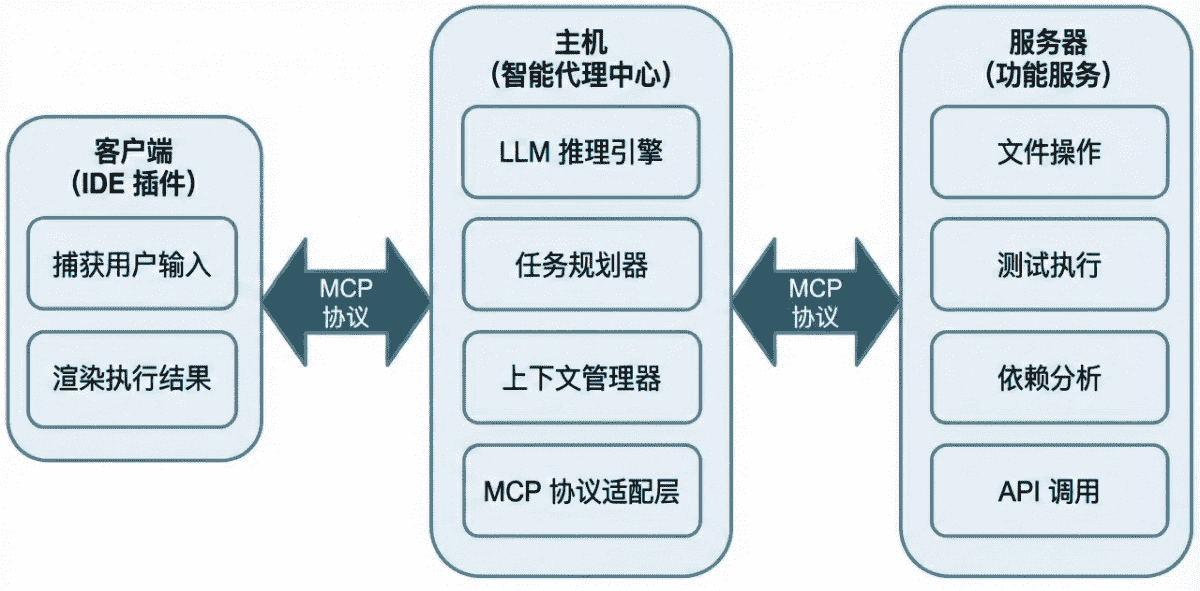 客户端
（IDE 插件）
捕获用户输入
渲染执行结果
MCP
协议
主机
（智能代理中心）
LLM 推理引擎
任务规划器
上下文管理器
MCP 协议适配层
MCP
协议
服务器
（功能服务）
文件操作
测试执行
依赖分析
API 调用